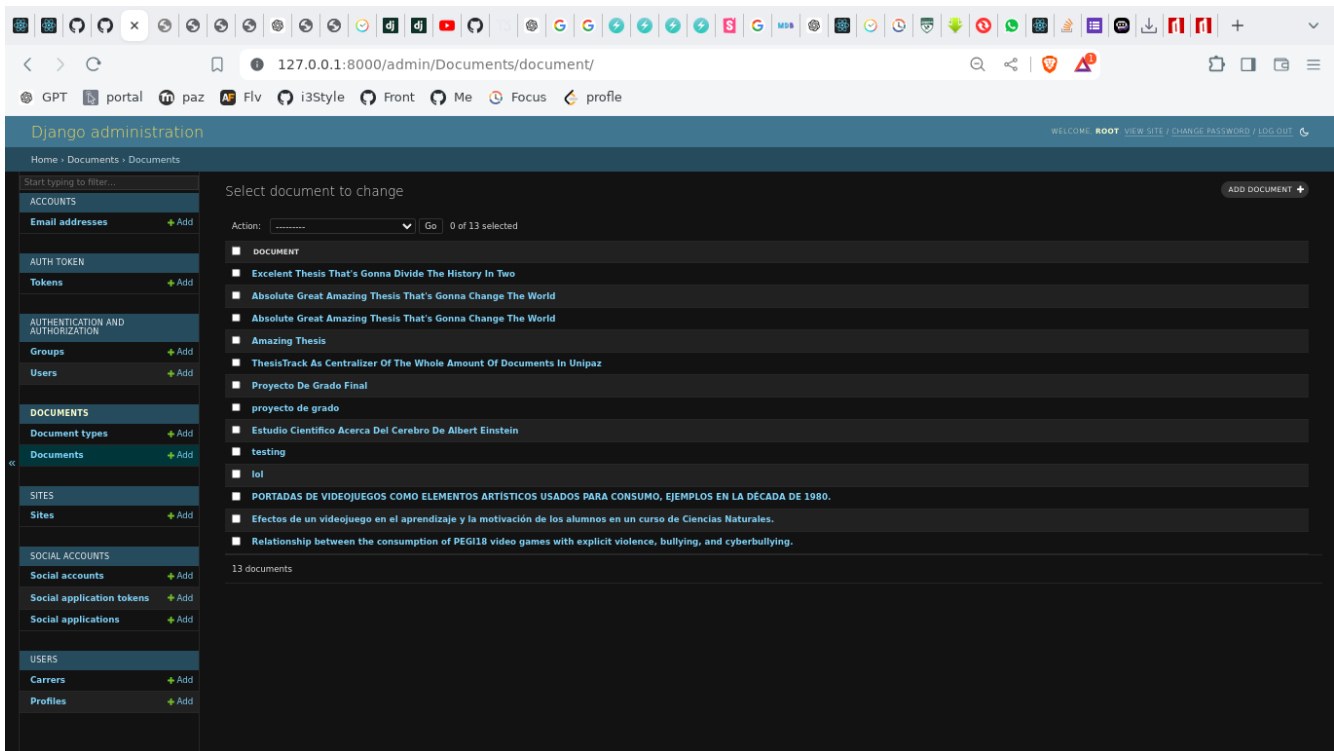 127.0.0.1:8000/admin/Documents/document/
1
GPT portal paz Flv i3Style Front Me Focus profle
Django administration
WELCOME, ROOT VIEW SITE / CHANGE PASSWORD / LOG OUT
Home › Documents › Documents
Start typing to filter...
ACCOUNTS
Email addresses + Add
AUTH TOKEN
Tokens + Add
AUTHENTICATION AND
AUTHORIZATION
Groups + Add
Users + Add
DOCUMENTS
Document types + Add
Documents + Add
«
SITES
Sites + Add
SOCIAL ACCOUNTS
Social accounts + Add
Social application tokens + Add
Social applications + Add
USERS
Carrers + Add
Profiles + Add
Select document to change
ADD DOCUMENT +
Action: --------- Go 0 of 13 selected
DOCUMENT
Excelent Thesis That's Gonna Divide The History In Two
Absolute Great Amazing Thesis That's Gonna Change The World
Absolute Great Amazing Thesis That's Gonna Change The World
Amazing Thesis
ThesisTrack As Centralizer Of The Whole Amount Of Documents In Unipaz
Proyecto De Grado Final
proyecto de grado
Estudio Cientifico Acerca Del Cerebro De Albert Einstein
testing
lol
PORTADAS DE VIDEOJUEGOS COMO ELEMENTOS ARTÍSTICOS USADOS PARA CONSUMO, EJEMPLOS EN LA DÉCADA DE 1980.
Efectos de un videojuego en el aprendizaje y la motivación de los alumnos en un curso de Ciencias Naturales.
Relationship between the consumption of PEGI18 video games with explicit violence, bullying, and cyberbullying.
13 documents